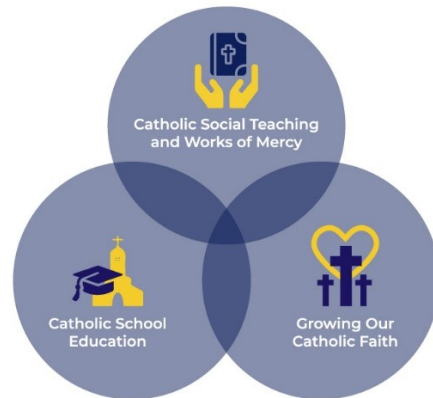 Catholic Social Teaching
and Works of Mercy
Catholic School
Education
Growing Our
Catholic Faith